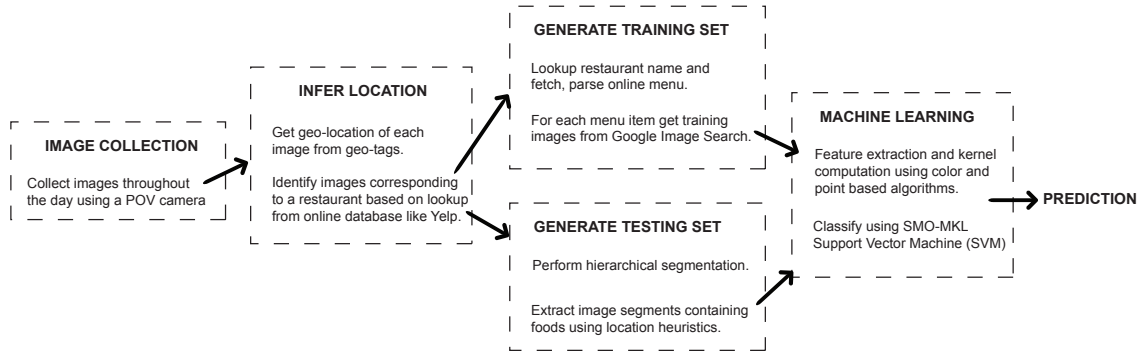 IMAGE COLLECTION
Collect images throughout
the day using a POV camera
INFER LOCATION
Get geo-location of each
image from geo-tags.
Identify images corresponding
to a restaurant based on lookup
from online database like Yelp.
GENERATE TRAINING SET
Lookup restaurant name and
fetch, parse online menu.
For each menu item get training
images from Google Image Search.
GENERATE TESTING SET
Perform hierarchical segmentation.
Extract image segments containing
foods using location heuristics.
MACHINE LEARNING
Feature extraction and kernel
computation using color and
point based algorithms.
Classify using SMO-MKL
Support Vector Machine (SVM)
PREDICTION